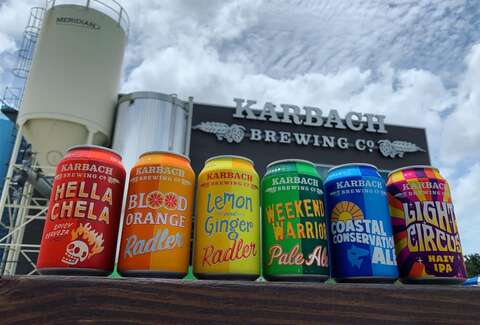 MERIDIAN
KARBACH
BREWING Co.
KARBACH
BREWING CO.
HELLA
CHELA
SPICY
CERVEZA
KARBACH
BREWING CO.
BLOOD
ORANGE
Radler
KARBACH
BREWING CO.
Lemon
Ginger
Radler
KARBACH
BREWING CO.
WEEKEND
WARRIOR
Pale Ale
KARBACH
BREWING CO.
COASTAL
CONSERVATION
ALE
KARBACH
BREWING CO.
LIGHT
CIRCUS
HAZY IPA